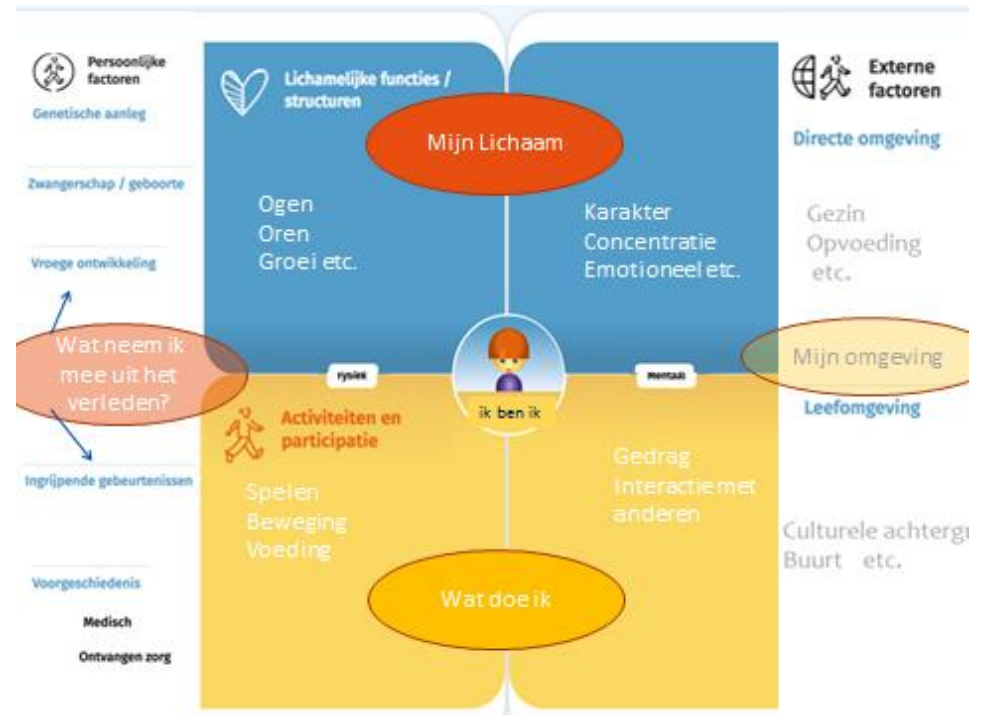 Persoonlijke
factoren
Genetische aanleg
Zwangerschap / geboorte
Vroege ontwikkeling
Wat neem ik
mee uit het
verleden?
Ingrijpende gebeurtenissen
Voorgeschiedenis
Medisch
Ontvangen zorg
Lichamelijke functies /
structuren
Mijn Lichaam
Ogen
Oren
Groei etc.
Karakter
Concentratie
Emotioneel etc.
fysiek
Mentaal
ik ben ik
Activiteiten en
participatie
Spelen
Beweging
Voeding
Gedrag
Interactie met
anderen
Wat doe ik
Externe
factoren
Directe omgeving
Gezin
Opvoeding
etc.
Mijn omgeving
Leefomgeving
Culturele achtergr
Buurt etc.